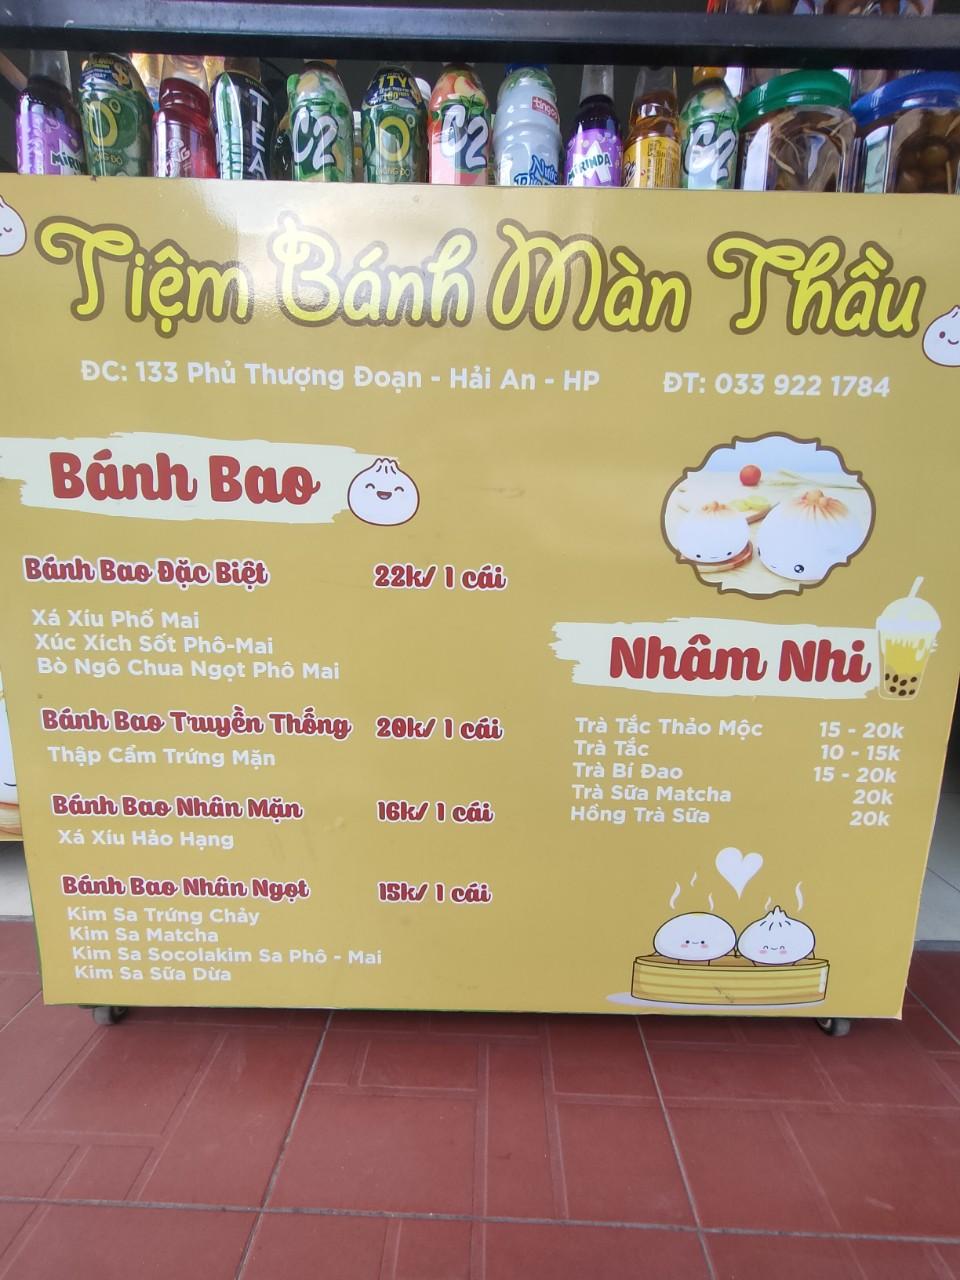 MIRINDA
TEA
C2
1 TỶ
C2
MIRINDA
C2
Tiệm Bánh Màn Thầu
ĐC: 133 Phủ Thượng Đoạn - Hải An - HP
ĐT: 033 922 1784
Bánh Bao
Bánh Bao Đặc Biệt 22k/ 1 cái
Xá Xíu Phố Mai
Xúc Xích Sốt Phô-Mai
Bò Ngô Chua Ngọt Phô Mai
Bánh Bao Truyền Thống 20k/ 1 cái
Thập Cẩm Trứng Mặn
Bánh Bao Nhân Mặn 16k/ 1 cái
Xá Xíu Hảo Hạng
Bánh Bao Nhân Ngọt 15k/ 1 cái
Kim Sa Trứng Chảy
Kim Sa Matcha
Kim Sa Socolakim Sa Phô - Mai
Kim Sa Sữa Dừa
Nhâm Nhi
Trà Tắc Thảo Mộc 15 - 20k
Trà Tắc 10 - 15k
Trà Bí Đao 15 - 20k
Trà Sữa Matcha 20k
Hồng Trà Sữa 20k